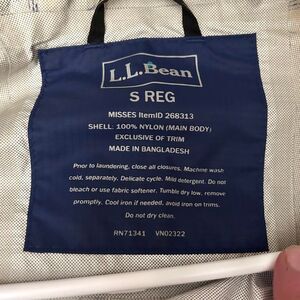 L.L.Bean
S REG
MISSES ItemID 268313
SHELL: 100% NYLON (MAIN BODY)
EXCLUSIVE OF TRIM
MADE IN BANGLADESH
Prior to laundering, close all closures. Machine wash
cold, separately. Delicate cycle. Mild detergent. Do not
bleach or use fabric softener. Tumble dry low, remove
promptly. Cool iron if needed, avoid iron on trims.
Do not dry clean.
RN71341 VN02322